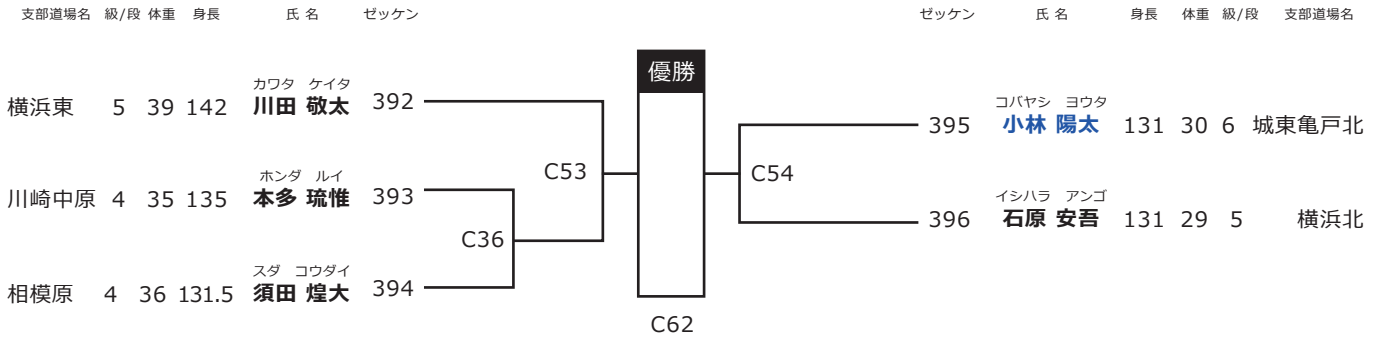 支部道場名 級/段 体重 身長 氏 名 ゼッケン
ゼッケン 氏 名 身長 体重 級/段 支部道場名
優勝
カワタ ケイタ
横浜東 5 39 142 川田 敬太 392
コバヤシ ヨウタ
395 小林 陽太 131 30 6 城東亀戸北
C53
C54
ホンダ ルイ
川崎中原 4 35 135 本多 琉惟 393
イシハラ アンゴ
396 石原 安吾 131 29 5 横浜北
C36
スダ コウダイ
相模原 4 36 131.5 須田 煌大 394
C62